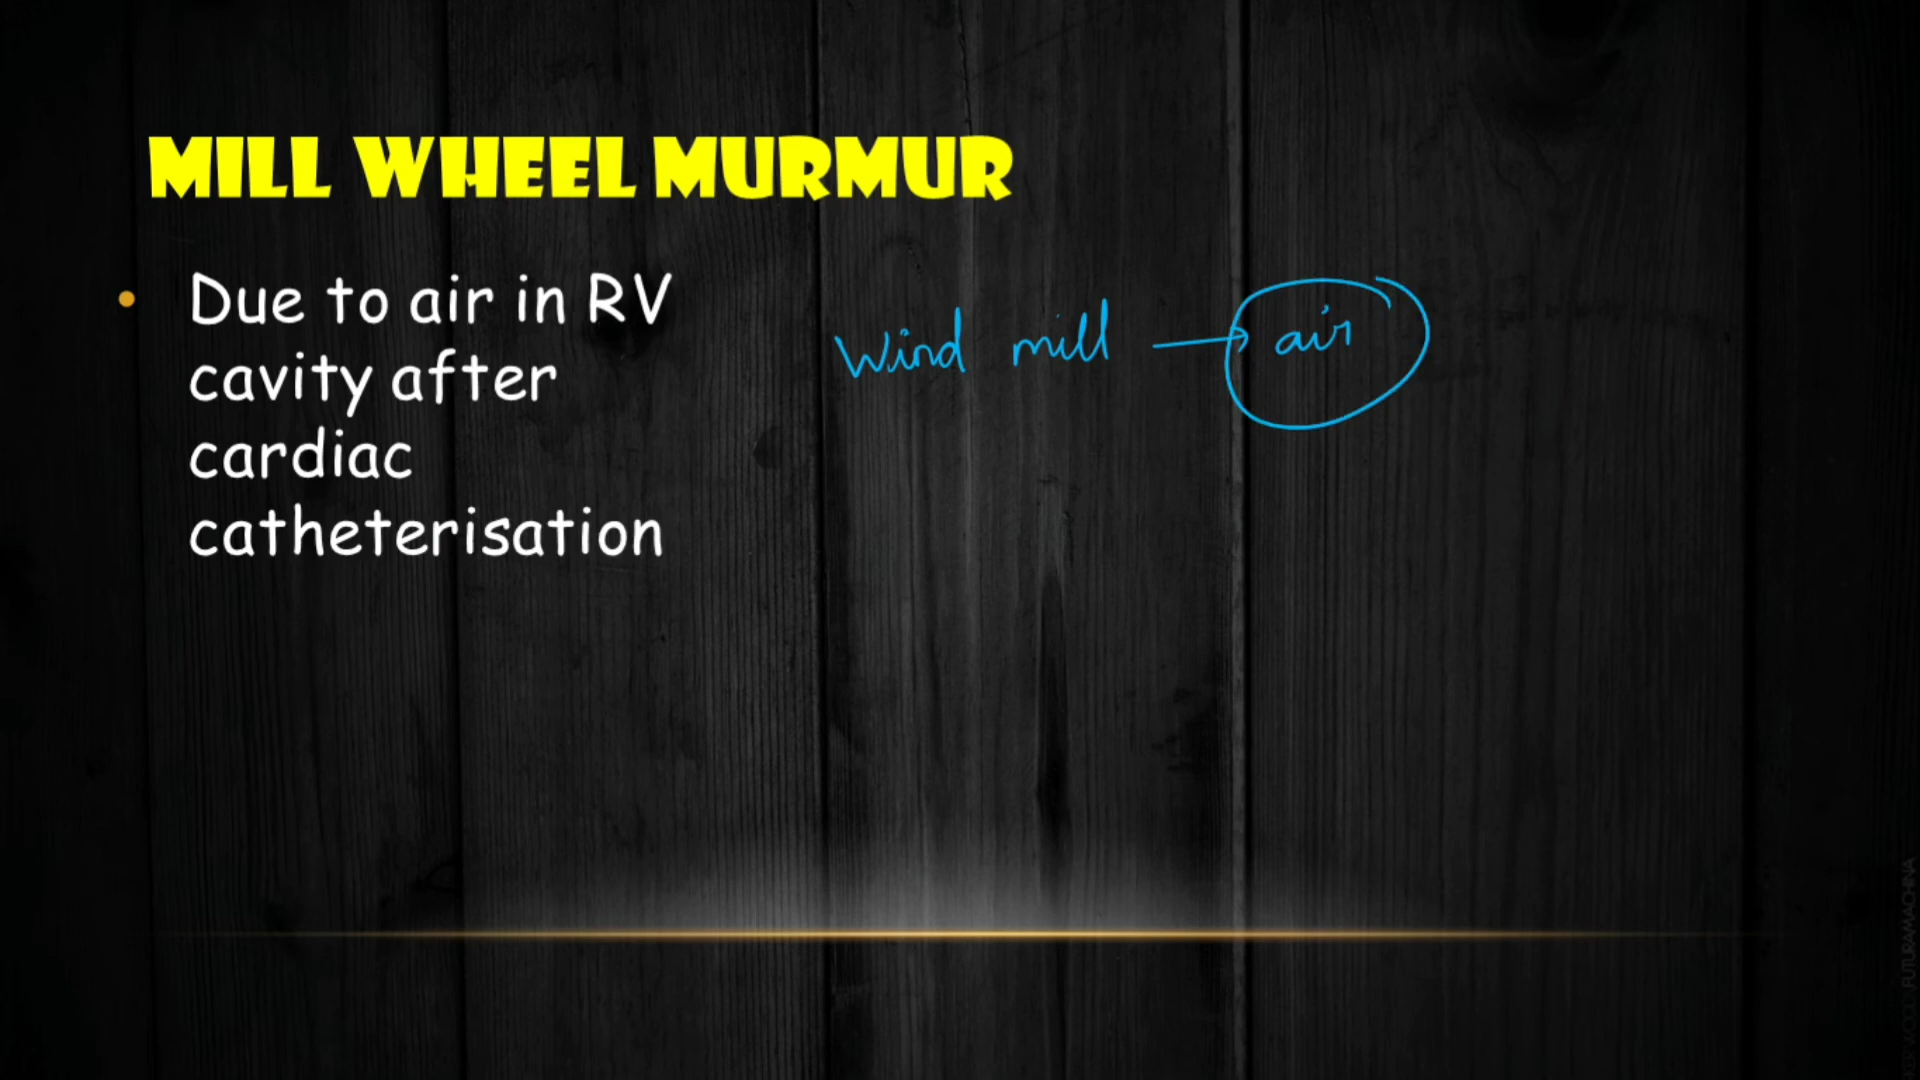 MILL WHEEL MURMUR
• Due to air in RV
cavity after
cardiac
catheterisation
Wind mill → air